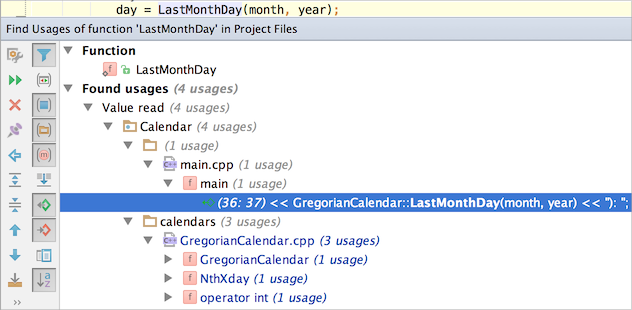 day = LastMonthDay(month, year);
Find Usages of function 'LastMonthDay' in Project Files
Function
f LastMonthDay
Found usages (4 usages)
Value read (4 usages)
Calendar (4 usages)
(1 usage)
C++ main.cpp (1 usage)
f main (1 usage)
(36: 37) << GregorianCalendar::LastMonthDay(month, year) << "): ";
calendars (3 usages)
C++ GregorianCalendar.cpp (3 usages)
f GregorianCalendar (1 usage)
f NthXday (1 usage)
f operator int (1 usage)